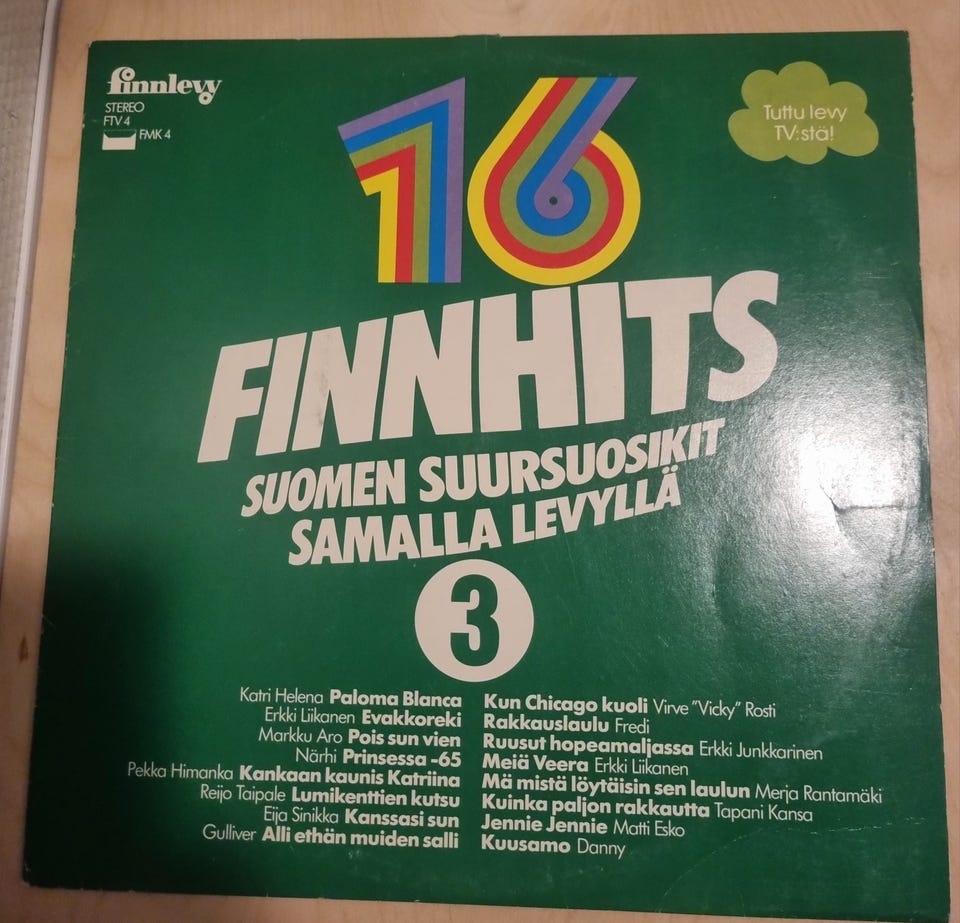 finnlevy
STEREO
FTV 4
FMK 4
16
Tuttu levy
TV:stä!
FINNHITS
SUOMEN SUURSUOSIKIT
SAMALLA LEVYLLÄ
3
Katri Helena Paloma Blanca
Erkki Liikanen Evakkoreki
Markku Aro Pois sun vien
Närhi Prinsessa -65
Pekka Himanka Kankaan kaunis Katriina
Reijo Taipale Lumikenttien kutsu
Eija Sinikka Kanssasi sun
Gulliver Älli ethän muiden salli
Kun Chicago kuoli Virve "Vicky" Rosti
Rakkauslaulu Fredi
Ruusut hopeamaljassa Erkki Junkkarinen
Meiä Veera Erkki Liikanen
Mä mistä löytäisin sen laulun Merja Rantamäki
Kuinka paljon rakkautta Tapani Kansa
Jennie Jennie Matti Esko
Kuusamo Danny